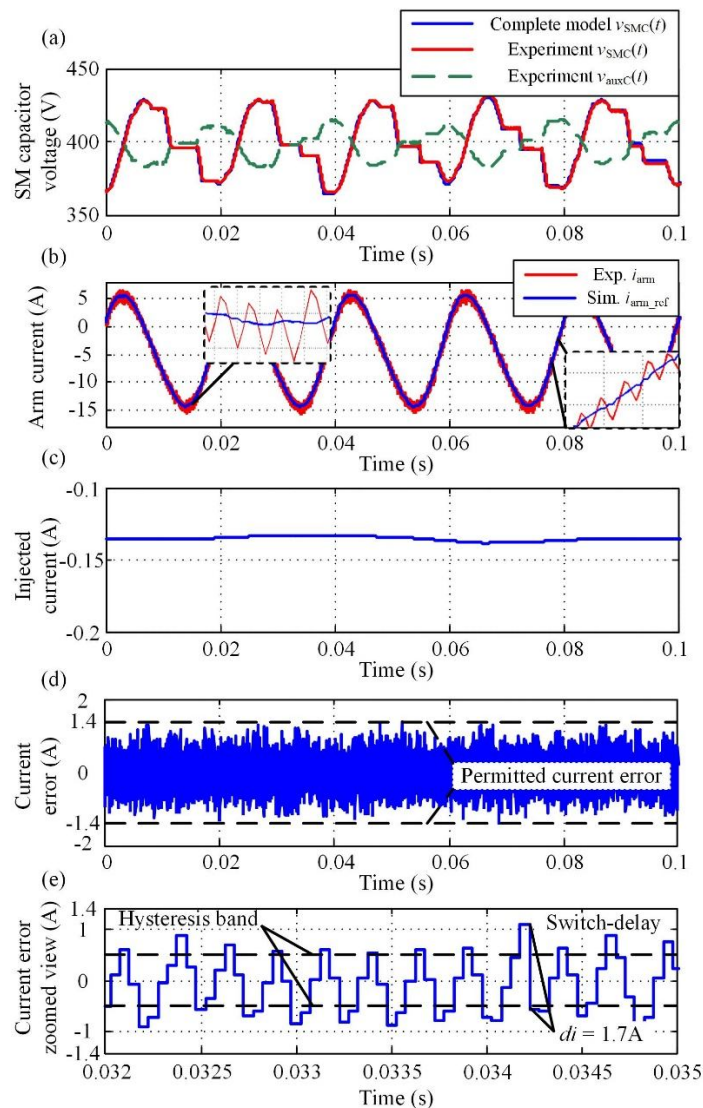 (a)
Complete model vSMC(t)
Experiment vSMC(t)
Experiment vauxC(t)
SM capacitor
voltage (V)
450
400
350
0 0.02 0.04 0.06 0.08 0.1
Time (s)
(b)
Exp. iarm
Sim. iarm_ref
Arm current (A)
5
0
-5
-10
-15
0 0.02 0.04 0.06 0.08 0.1
Time (s)
(c)
Injected
current (A)
-0.1
-0.15
-0.2
0 0.02 0.04 0.06 0.08 0.1
Time (s)
(d)
Current
error (A)
2
1.4
0
-1.4
-2
Permitted current error
0 0.02 0.04 0.06 0.08 0.1
Time (s)
(e)
Current error
zoomed view (A)
1.4
1
0
-1
-1.4
Hysteresis band
Switch-delay
di = 1.7A
0.032 0.0325 0.033 0.0335 0.034 0.0345 0.035
Time (s)